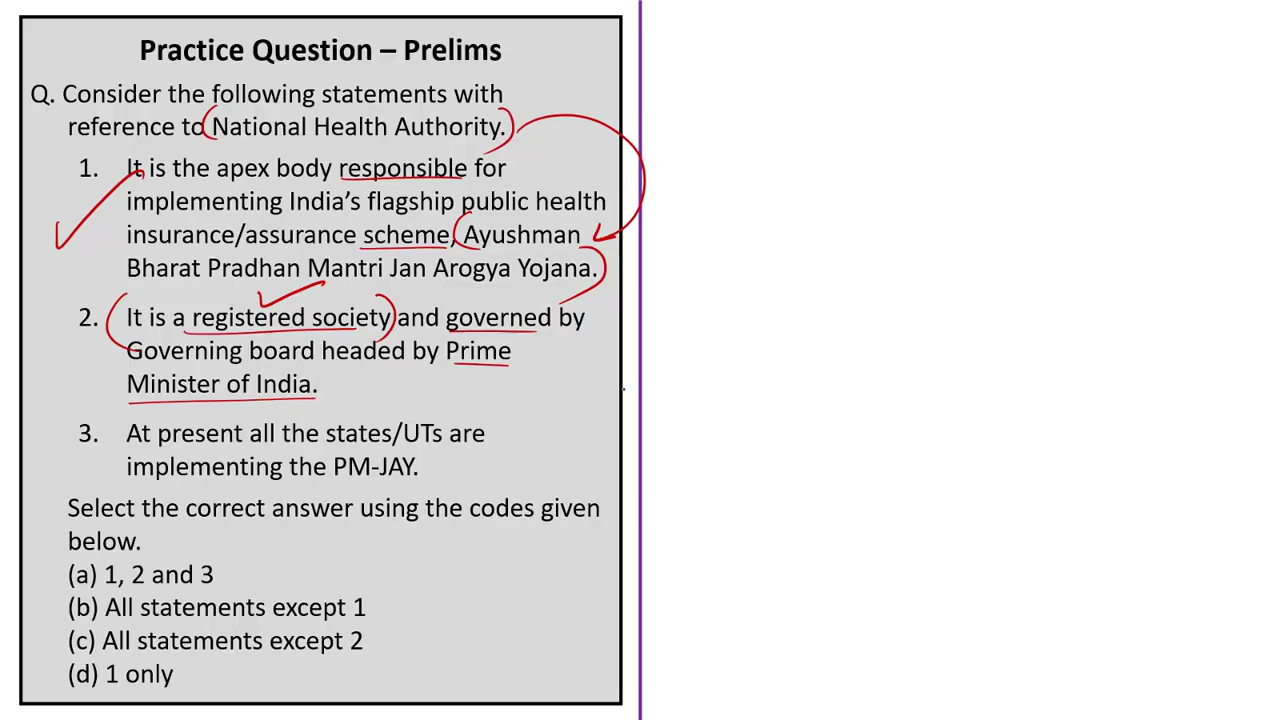 Practice Question – Prelims
Q. Consider the following statements with
reference to National Health Authority.
1. It is the apex body responsible for
implementing India's flagship public health
insurance/assurance scheme, Ayushman
Bharat Pradhan Mantri Jan Arogya Yojana.
2. It is a registered society and governed by
Governing board headed by Prime
Minister of India.
3. At present all the states/UTs are
implementing the PM-JAY.
Select the correct answer using the codes given
below.
(a) 1, 2 and 3
(b) All statements except 1
(c) All statements except 2
(d) 1 only